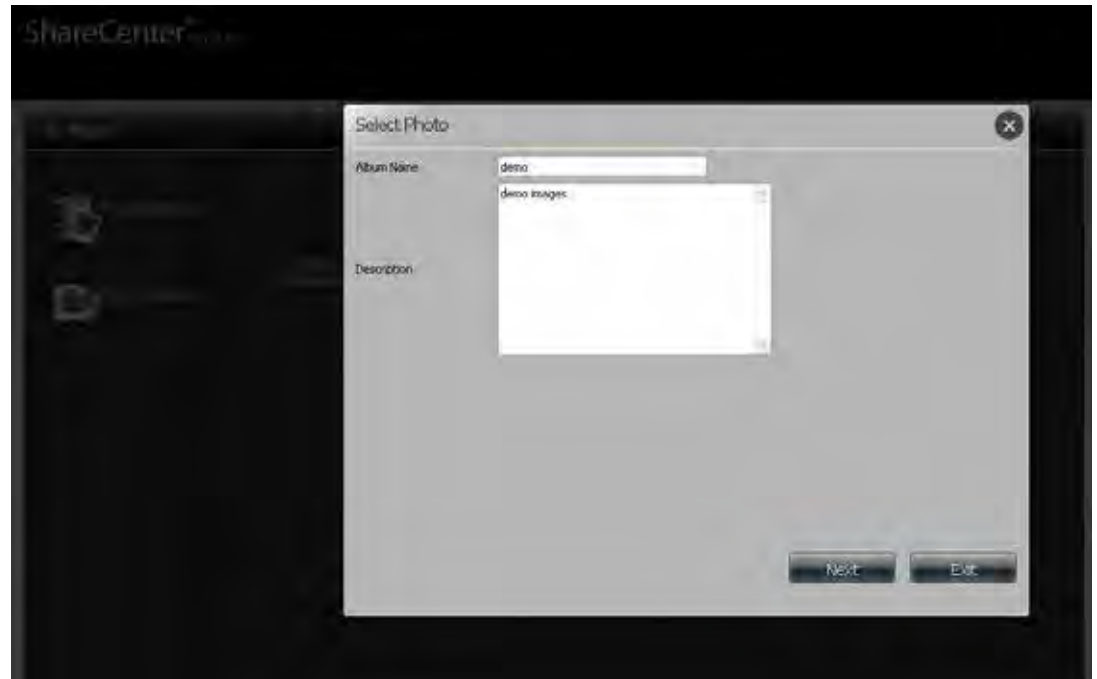 ShareCenter
Select Photo
Album Name
demo
demo images
Description
Next
Exit